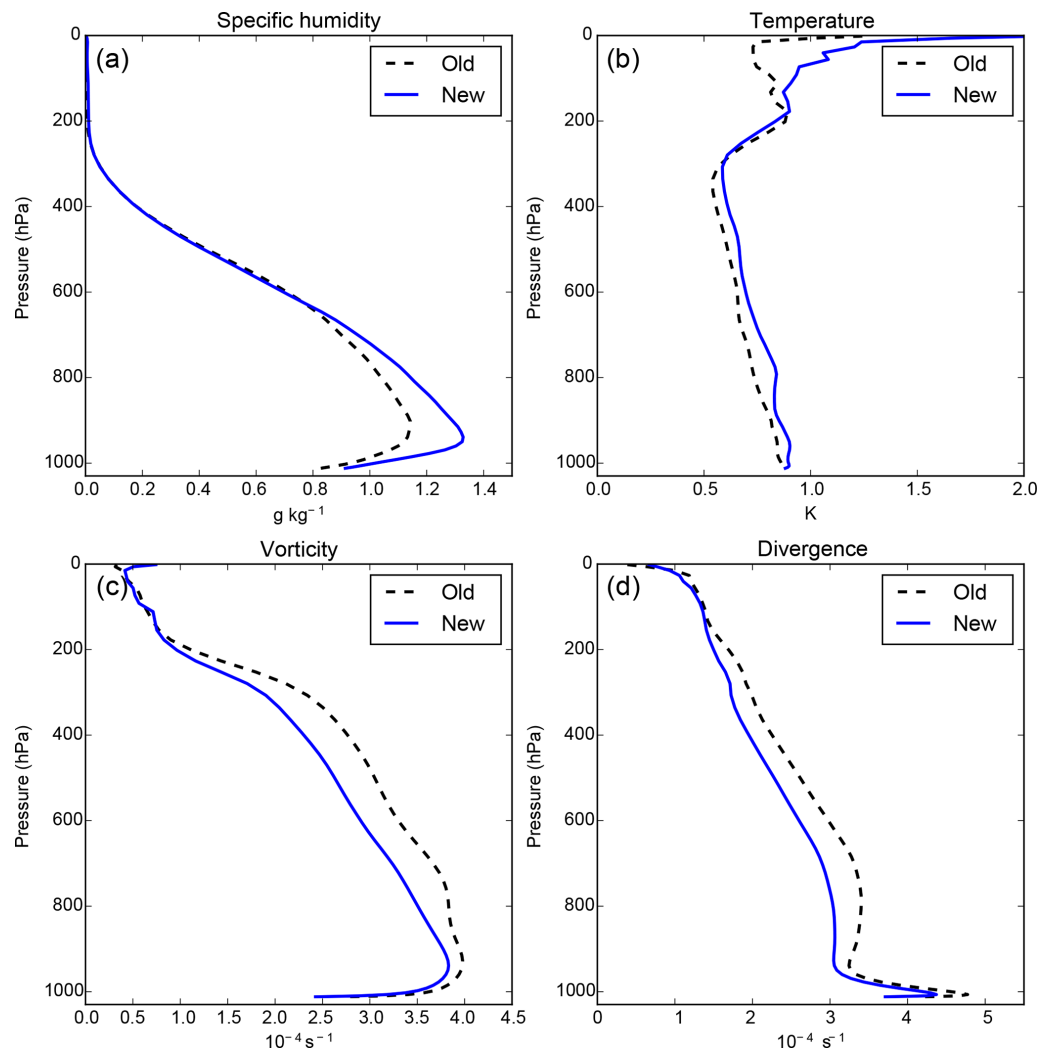 Specific humidity
(a)
Old
New
0
200
400
600
800
1000
Pressure (hPa)
0.0 0.2 0.4 0.6 0.8 1.0 1.2 1.4
g kg⁻¹
Temperature
(b)
Old
New
0
200
400
600
800
1000
Pressure (hPa)
0.0 0.5 1.0 1.5 2.0
K
Vorticity
(c)
Old
New
0
200
400
600
800
1000
Pressure (hPa)
0.0 0.5 1.0 1.5 2.0 2.5 3.0 3.5 4.0 4.5
10⁻⁴ s⁻¹
Divergence
(d)
Old
New
0
200
400
600
800
1000
Pressure (hPa)
0 1 2 3 4 5
10⁻⁴ s⁻¹